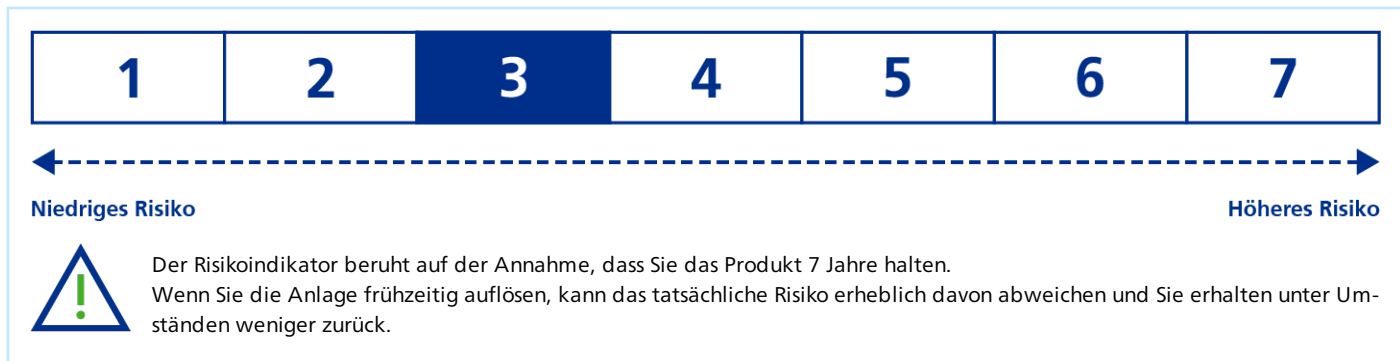 1 2 3 4 5 6 7
Niedriges Risiko Höheres Risiko
Der Risikoindikator beruht auf der Annahme, dass Sie das Produkt 7 Jahre halten.
Wenn Sie die Anlage frühzeitig auflösen, kann das tatsächliche Risiko erheblich davon abweichen und Sie erhalten unter Um-
ständen weniger zurück.